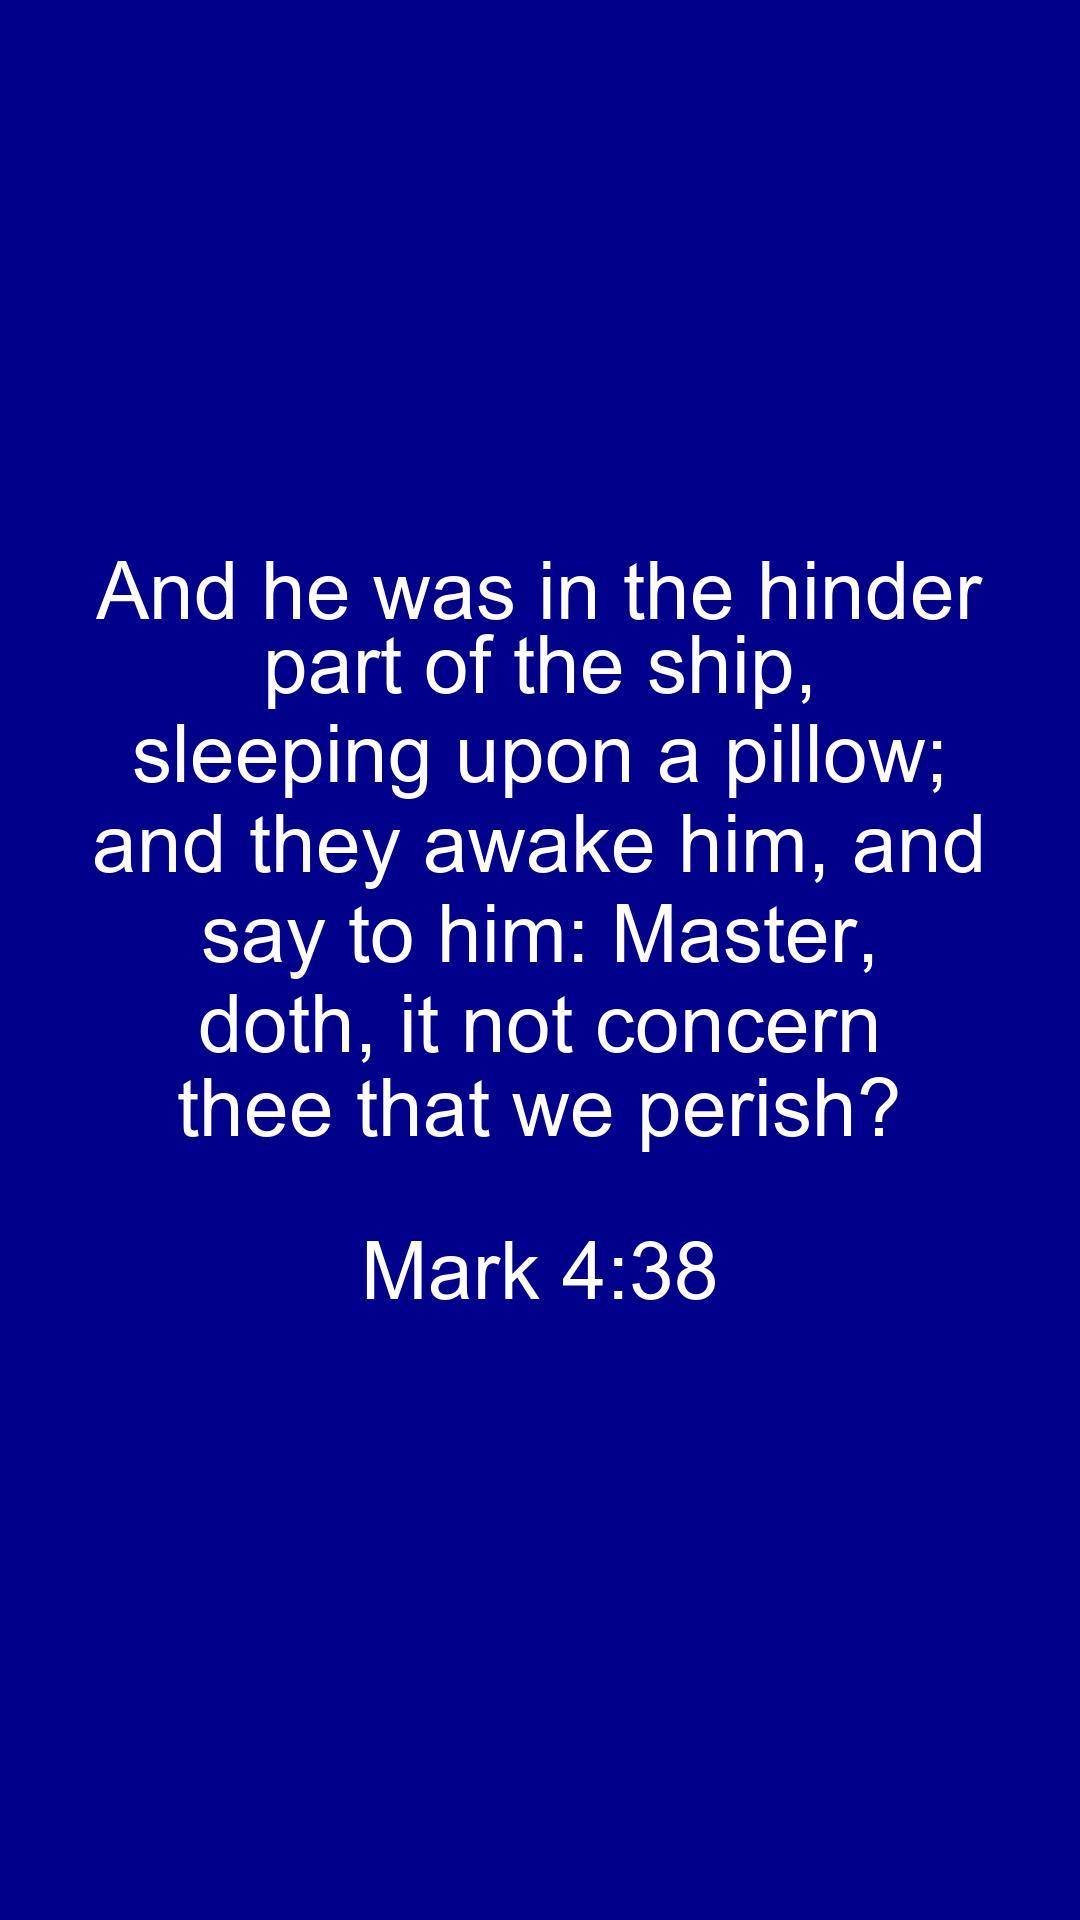 And he was in the hinder
part of the ship,
sleeping upon a pillow;
and they awake him, and
say to him: Master,
doth, it not concern
thee that we perish?
Mark 4:38